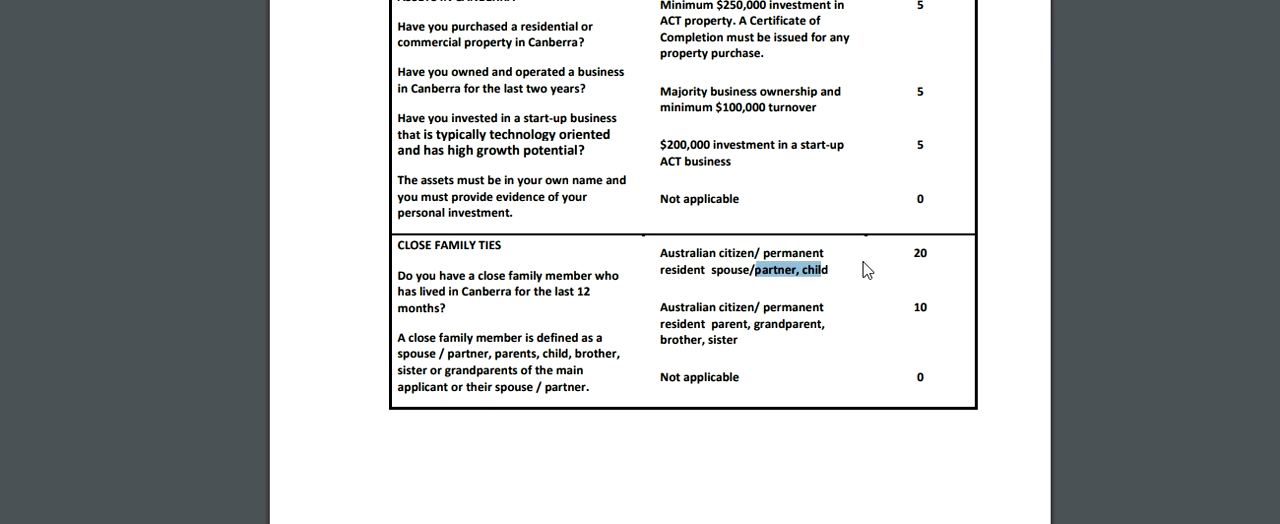 Have you purchased a residential or
commercial property in Canberra?
Have you owned and operated a business
in Canberra for the last two years?
Have you invested in a start-up business
that is typically technology oriented
and has high growth potential?
The assets must be in your own name and
you must provide evidence of your
personal investment.
Minimum $250,000 investment in
ACT property. A Certificate of
Completion must be issued for any
property purchase.
5
Majority business ownership and
minimum $100,000 turnover
5
$200,000 investment in a start-up
ACT business
5
Not applicable
0
CLOSE FAMILY TIES
Do you have a close family member who
has lived in Canberra for the last 12
months?
A close family member is defined as a
spouse / partner, parents, child, brother,
sister or grandparents of the main
applicant or their spouse / partner.
Australian citizen/ permanent
resident spouse/partner, child
20
Australian citizen/ permanent
resident parent, grandparent,
brother, sister
10
Not applicable
0